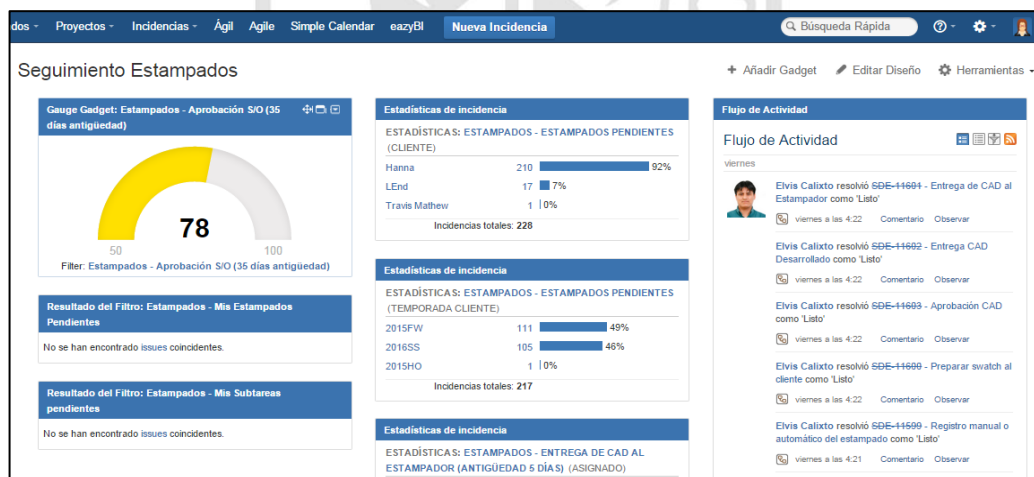 dos Proyectos Incidencias Ágil Agile Simple Calendar eazyBI Nueva Incidencia Búsqueda Rápida
Seguimiento Estampados
Añadir Gadget Editar Diseño Herramientas
Gauge Gadget: Estampados - Aprobación S/O (35
días antigüedad)
78
50 100
Filter: Estampados - Aprobación S/O (35 días antigüedad)
Resultado del Filtro: Estampados - Mis Estampados
Pendientes
No se han encontrado issues coincidentes.
Resultado del Filtro: Estampados - Mis Subtareas
pendientes
No se han encontrado issues coincidentes.
Estadísticas de incidencia
ESTADÍSTICAS: ESTAMPADOS - ESTAMPADOS PENDIENTES
(CLIENTE)
Hanna 210 92%
LEnd 17 7%
Travis Mathew 1 0%
Incidencias totales: 228
Estadísticas de incidencia
ESTADÍSTICAS: ESTAMPADOS - ESTAMPADOS PENDIENTES
(TEMPORADA CLIENTE)
2015FW 111 49%
2016SS 105 46%
2015HO 1 0%
Incidencias totales: 217
Estadísticas de incidencia
ESTADÍSTICAS: ESTAMPADOS - ENTREGA DE CAD AL
ESTAMPADOR (ANTIGÜEDAD 5 DÍAS) (ASIGNADO)
Flujo de Actividad
Flujo de Actividad
viernes
Elvis Calixto resolvió SDE-11601 - Entrega de CAD al
Estampador como 'Listo'
viernes a las 4:22 Comentario Observar
Elvis Calixto resolvió SDE-11602 - Entrega CAD
Desarrollado como 'Listo'
viernes a las 4:22 Comentario Observar
Elvis Calixto resolvió SDE-11603 - Aprobación CAD
como 'Listo'
viernes a las 4:22 Comentario Observar
Elvis Calixto resolvió SDE-11600 - Preparar swatch al
cliente como 'Listo'
viernes a las 4:22 Comentario Observar
Elvis Calixto resolvió SDE-11599 - Registro manual o
automático del estampado como 'Listo'
viernes a las 4:21 Comentario Observar